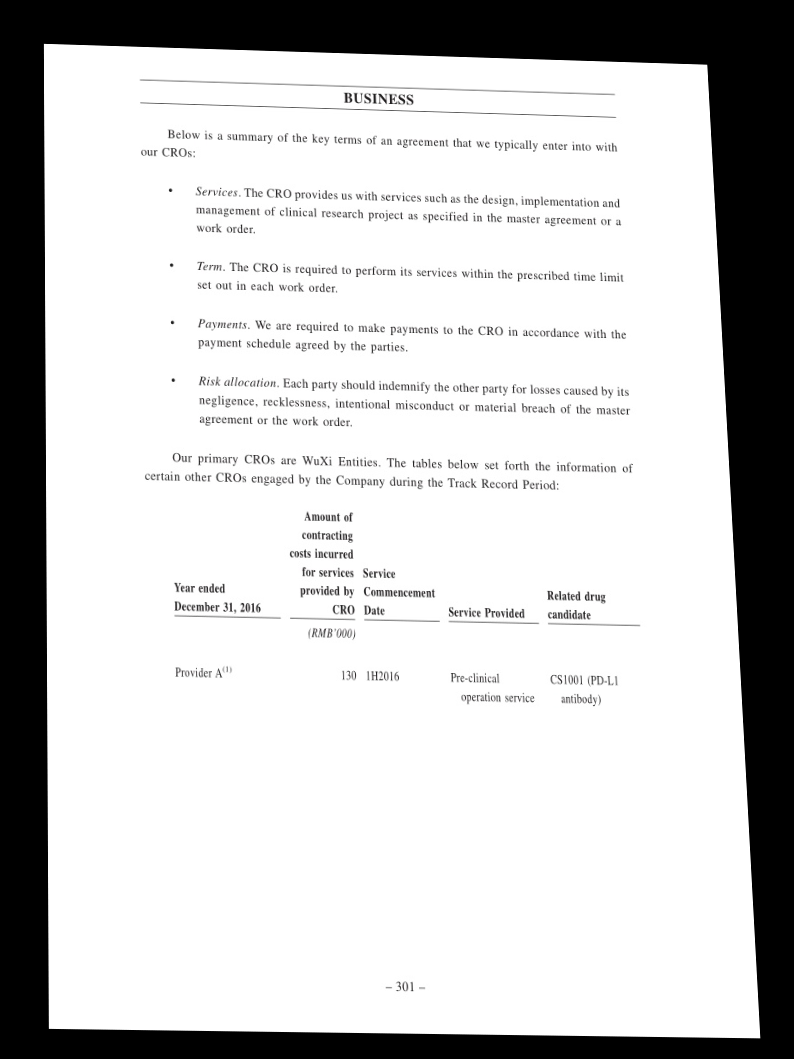 BUSINESS
Below is a summary of the key terms of an agreement that we typically enter into with
our CROs:
• Services. The CRO provides us with services such as the design, implementation and
management of clinical research project as specified in the master agreement or a
work order.
• Term. The CRO is required to perform its services within the prescribed time limit
set out in each work order.
• Payments. We are required to make payments to the CRO in accordance with the
payment schedule agreed by the parties.
• Risk allocation. Each party should indemnify the other party for losses caused by its
negligence, recklessness, intentional misconduct or material breach of the master
agreement or the work order.
Our primary CROs are WuXi Entities. The tables below set forth the information of
certain other CROs engaged by the Company during the Track Record Period:
Amount of
contracting
costs incurred
for services Service
Year ended provided by Commencement Related drug
December 31, 2016 CRO Date Service Provided candidate
(RMB'000)
Provider A(1) 130 1H2016 Pre-clinical CS1001 (PD-L1
operation service antibody)
– 301 –